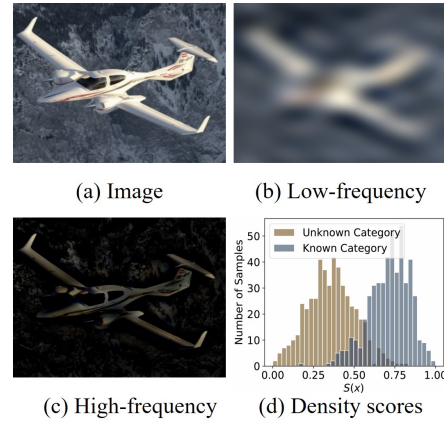 (a) Image
(b) Low-frequency
Unknown Category
Known Category
Number of Samples
50
40
30
20
10
0
0.00 0.25 0.50 0.75 1.00
S(x)
(c) High-frequency
(d) Density scores